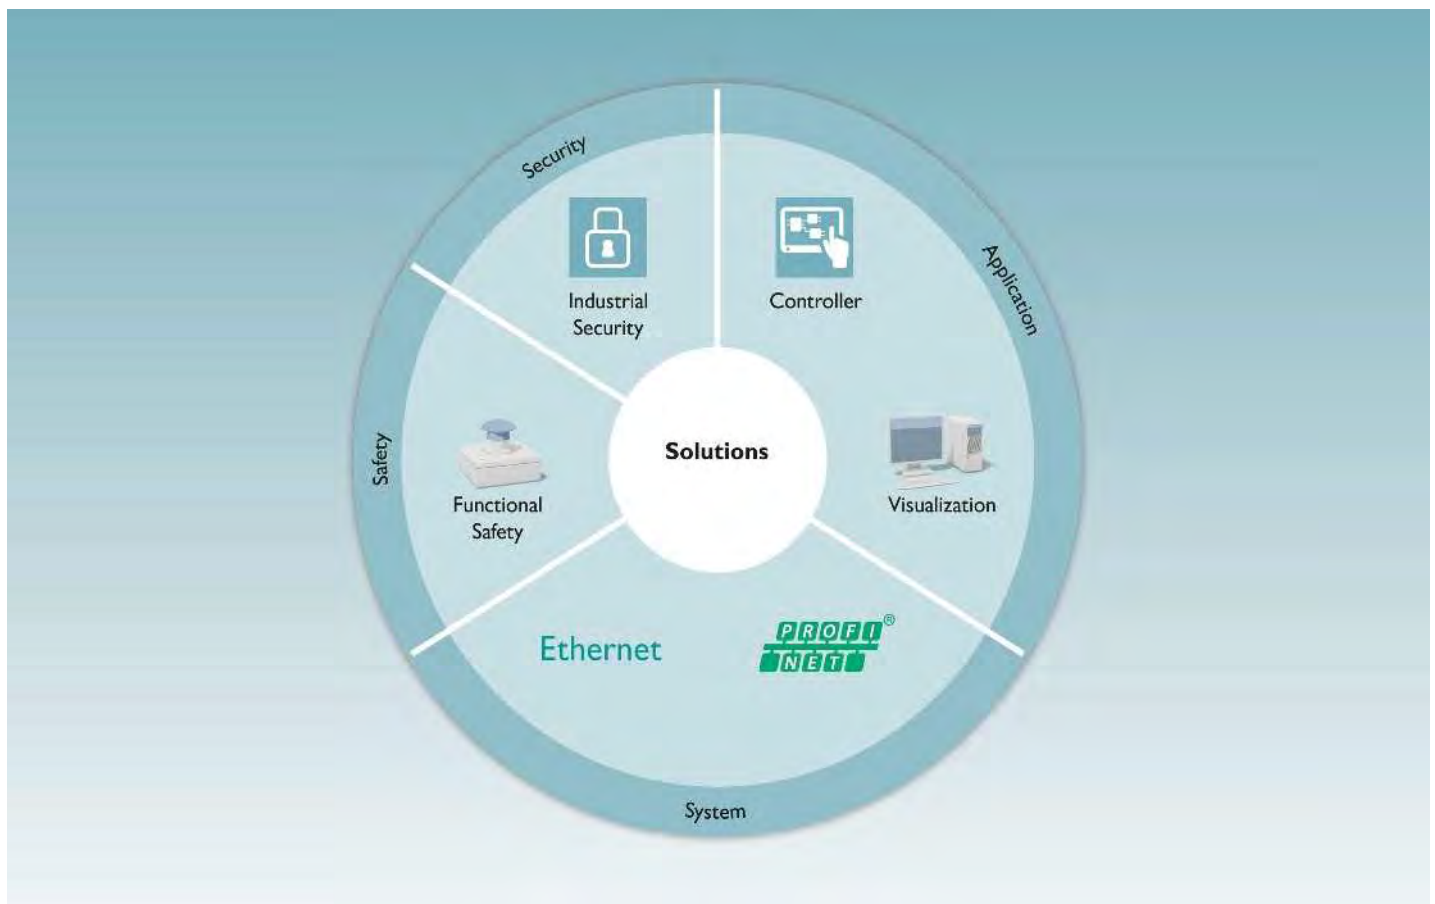 Security
Application
Industrial
Security
Controller
Safety
Solutions
Functional
Safety
Visualization
Ethernet
PROFI®
NET
System